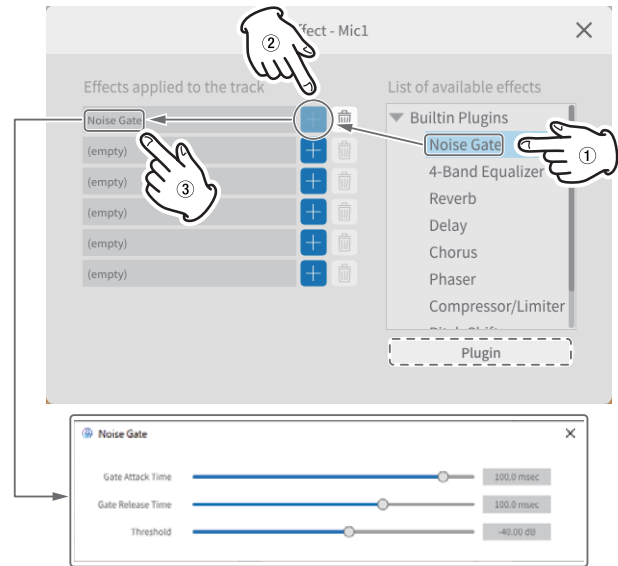 ffect - Mic1
②
Effects applied to the track
List of available effects
Noise Gate
Builtin Plugins
(empty)
Noise Gate
①
(empty)
③
4-Band Equalizer
(empty)
Reverb
(empty)
Delay
(empty)
Chorus
Phaser
Compressor/Limiter
Plugin
Noise Gate
Gate Attack Time
100.0 msec
Gate Release Time
100.0 msec
Threshold
-40.00 dB